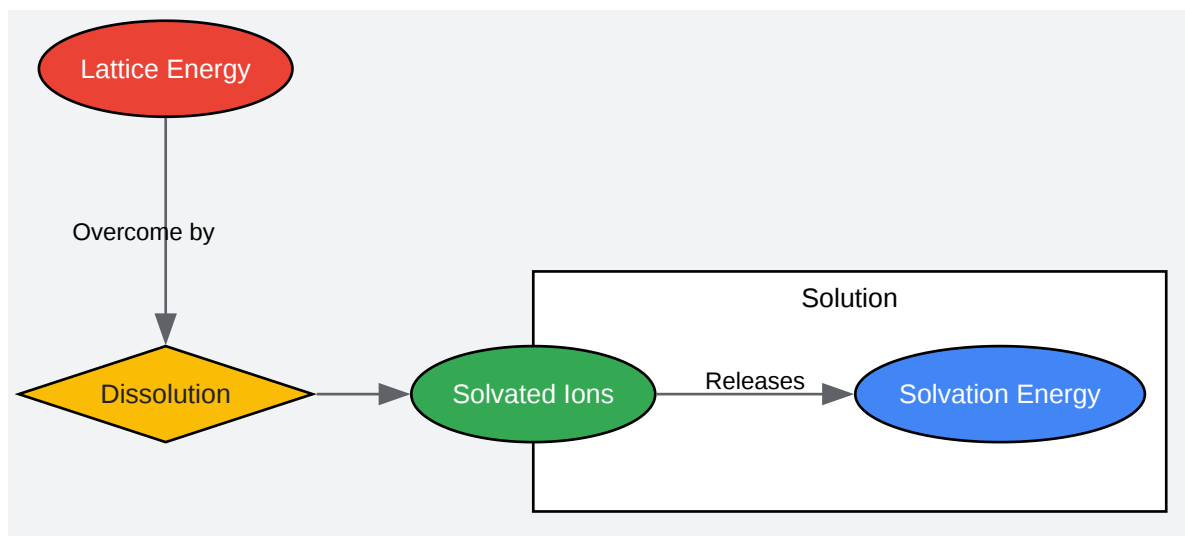 Lattice Energy
Overcome by
Solution
Dissolution
Solvated Ions
Releases
Solvation Energy